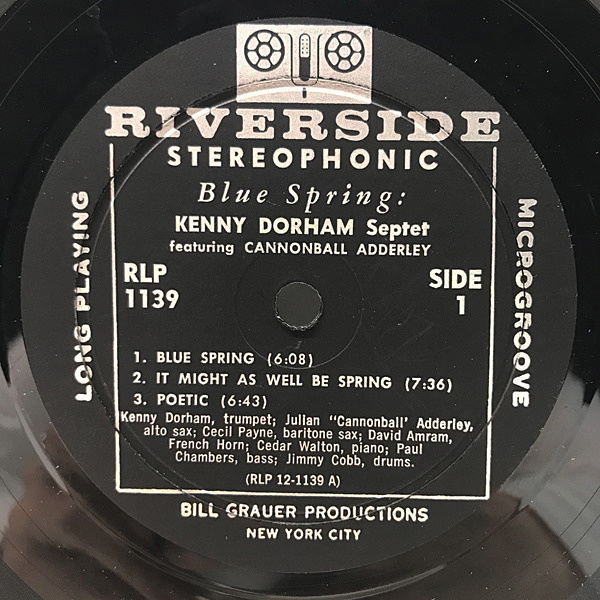 RIVERSIDE
STEREOPHONIC
Blue Spring:
KENNY DORHAM Septet
featuring CANNONBALL ADDERLEY
RLP
1139
SIDE
1
LONG PLAYING
MICROGROOVE
1. BLUE SPRING (6:08)
2. IT MIGHT AS WELL BE SPRING (7:36)
3. POETIC (6:43)
Kenny Dorham, trumpet; Julian "Cannonball' Adderley,
alto sax; Cecil Payne, baritone sax; David Amram,
French Horn; Cedar Walton, piano; Paul
Chambers, bass; Jimmy Cobb, drums.
(RLP 12-1139 A)
BILL GRAUER PRODUCTIONS
NEW YORK CITY